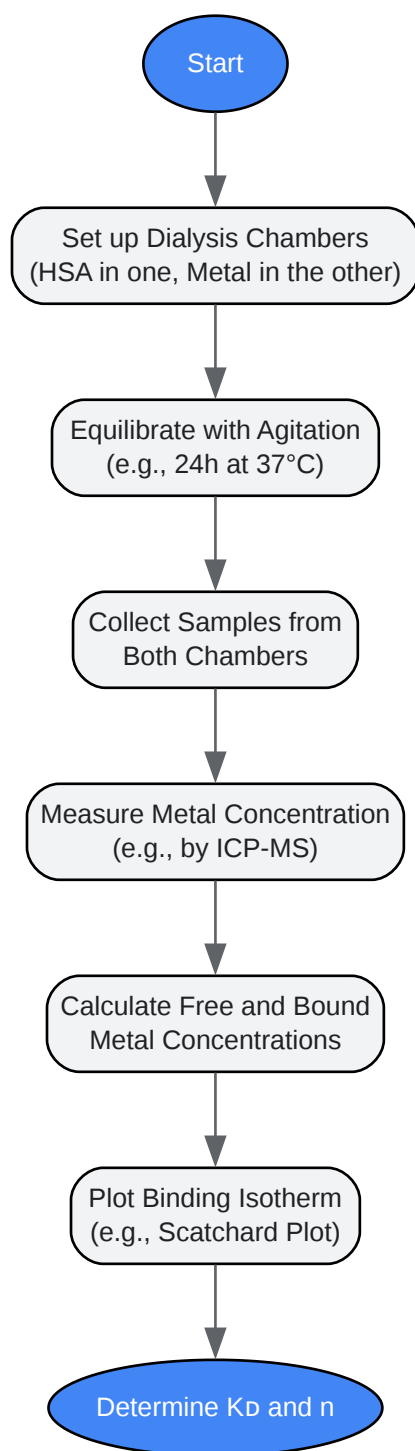 Start
Set up Dialysis Chambers
(HSA in one, Metal in the other)
Equilibrate with Agitation
(e.g., 24h at 37°C)
Collect Samples from
Both Chambers
Measure Metal Concentration
(e.g., by ICP-MS)
Calculate Free and Bound
Metal Concentrations
Plot Binding Isotherm
(e.g., Scatchard Plot)
Determine Kᴅ and n